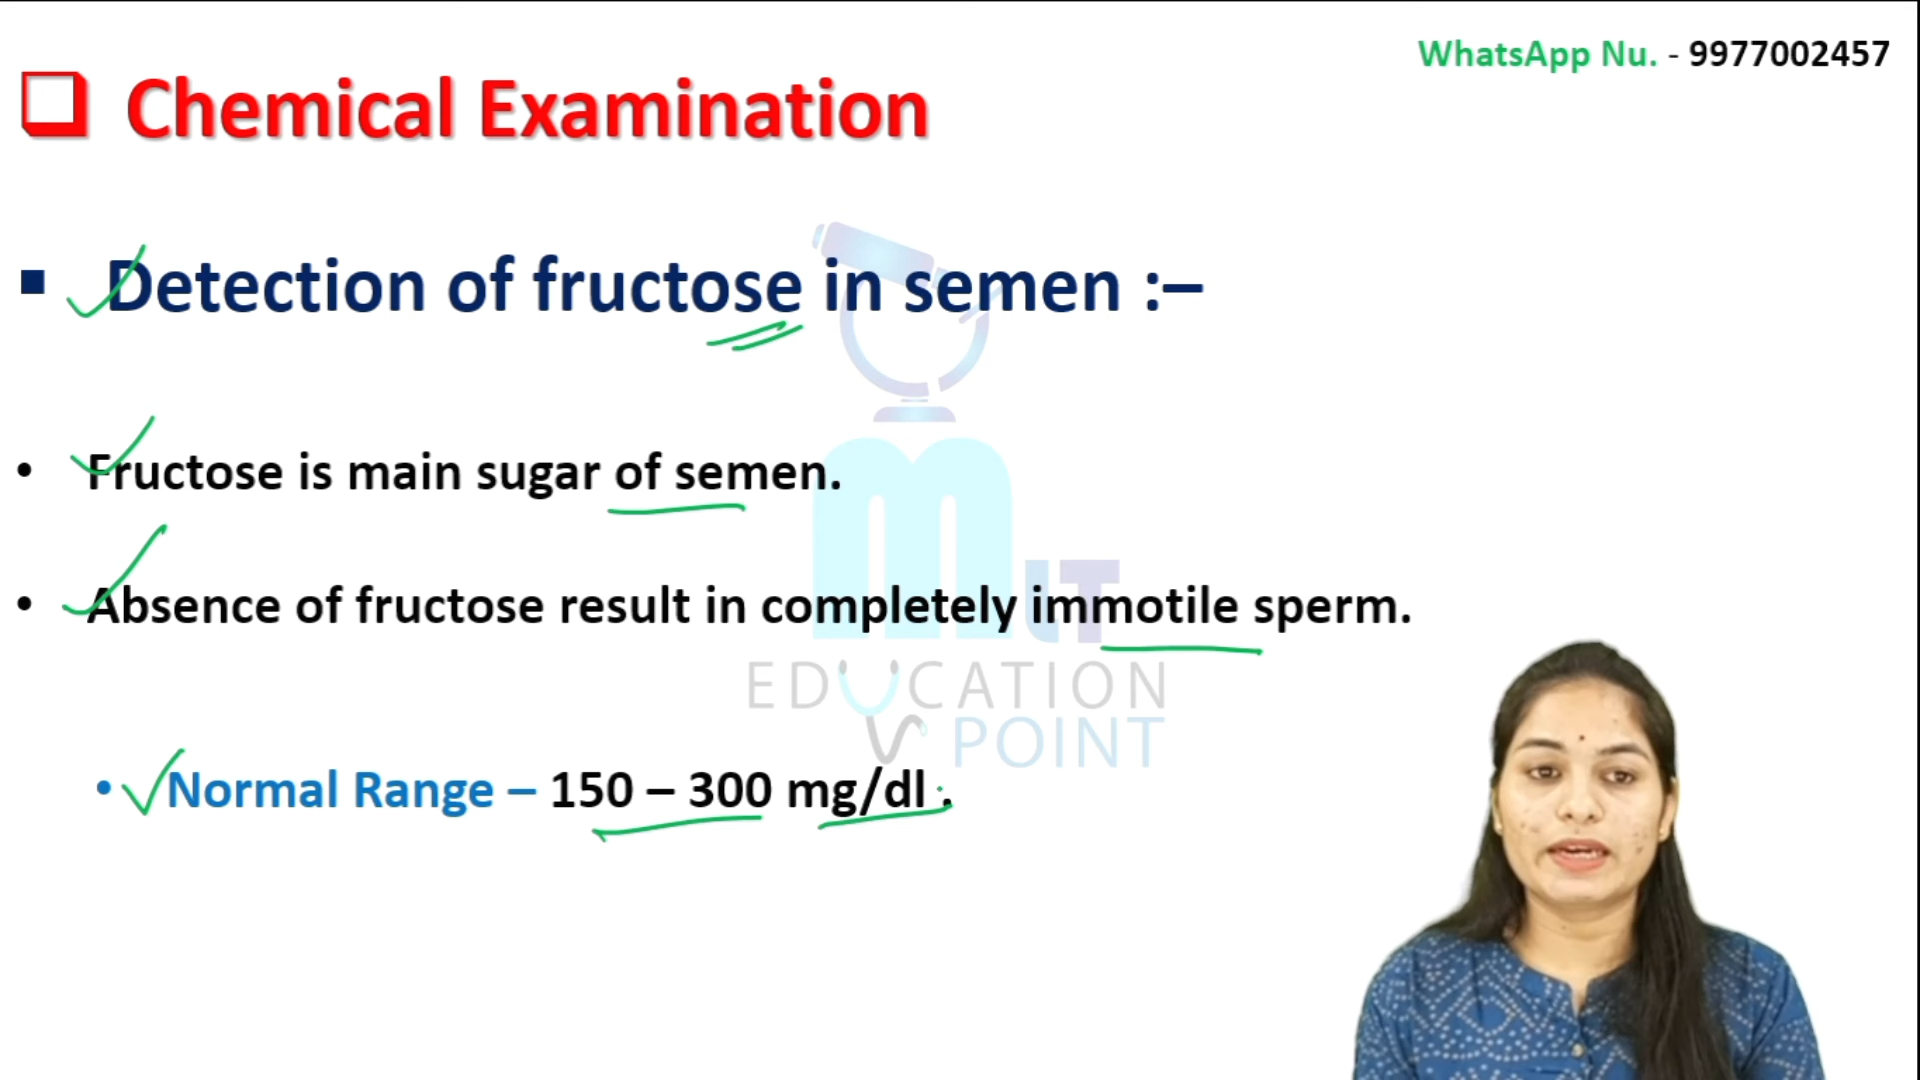 WhatsApp Nu. - 9977002457
Chemical Examination
Detection of fructose in semen :–
Fructose is main sugar of semen.
Absence of fructose result in completely immotile sperm.
MLT
EDUCATION
POINT
Normal Range – 150 – 300 mg/dl .